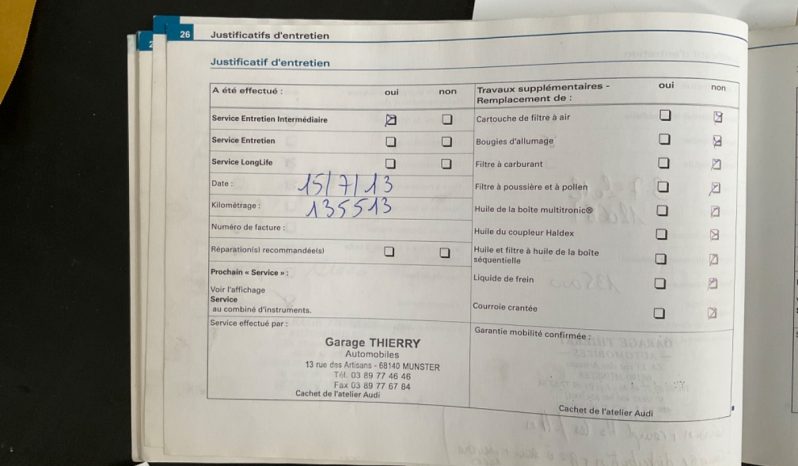 26 Justificatifs d'entretien
Justificatif d'entretien
A été effectué : oui non
Service Entretien Intermédiaire
Service Entretien
Service LongLife
Date : 15/7/13
Kilométrage : 135513
Numéro de facture :
Réparation(s) recommandée(s)
Prochain « Service » :
Voir l'affichage
Service
au combiné d'instruments.
Service effectué par :
Garage THIERRY
Automobiles
13 rue des Artisans - 68140 MUNSTER
Tél. 03 89 77 46 46
Fax 03 89 77 67 84
Cachet de l'atelier Audi
Travaux supplémentaires - oui non
Remplacement de :
Cartouche de filtre à air
Bougies d'allumage
Filtre à carburant
Filtre à poussière et à pollen
Huile de la boîte multitronic®
Huile du coupleur Haldex
Huile et filtre à huile de la boîte
séquentielle
Liquide de frein
Courroie crantée
Garantie mobilité confirmée :
Cachet de l'atelier Audi